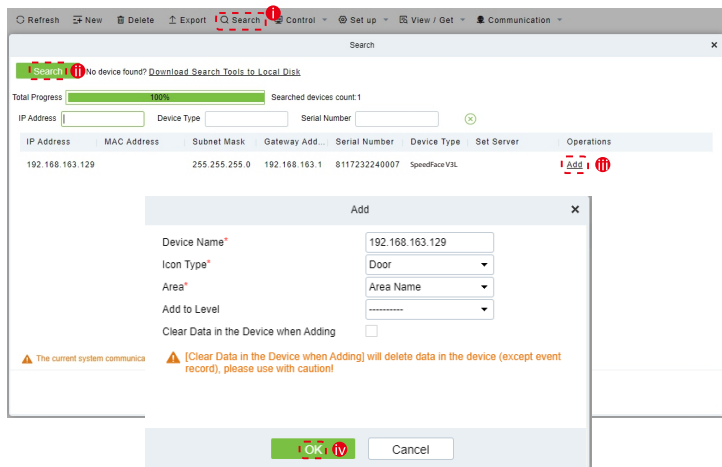 Refresh New Delete Export Search Control Set up View / Get Communication
i
Search ×
Search ii No device found? Download Search Tools to Local Disk
Total Progress 100% Searched devices count:1
IP Address Device Type Serial Number
IP Address MAC Address Subnet Mask Gateway Add... Serial Number Device Type Set Server Operations
192.168.163.129 255.255.255.0 192.168.163.1 8117232240007 SpeedFace V3L Add iii
Add ×
Device Name* 192.168.163.129
Icon Type* Door
Area* Area Name
Add to Level ----------
Clear Data in the Device when Adding
The current system communica
[Clear Data in the Device when Adding] will delete data in the device (except event
record), please use with caution!
OK iv Cancel